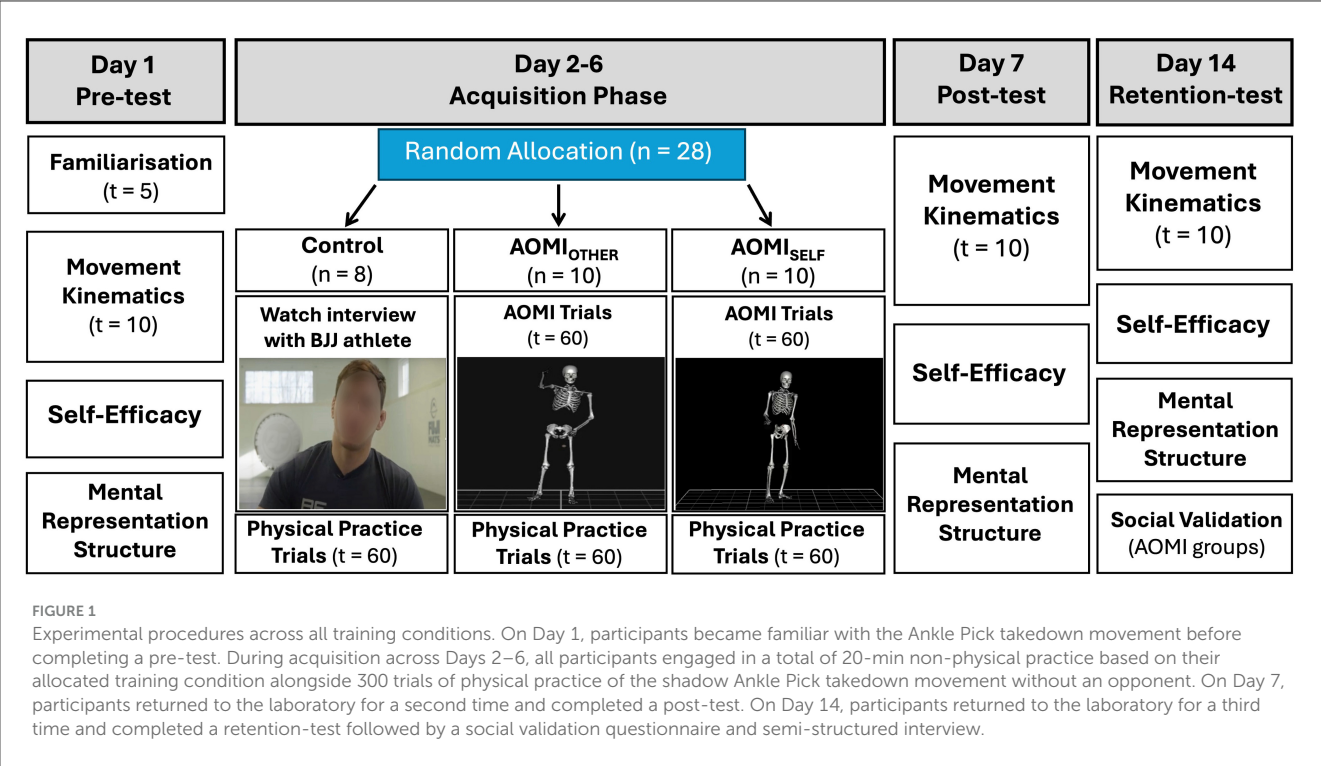 Day 1
Pre-test
Day 2-6
Acquisition Phase
Day 7
Post-test
Day 14
Retention-test
Familiarisation
(t = 5)
Movement
Kinematics
(t = 10)
Self-Efficacy
Mental
Representation
Structure
Random Allocation (n = 28)
Control
(n = 8)
Watch interview
with BJJ athlete
Physical Practice
Trials (t = 60)
AOMIOTHER
(n = 10)
AOMI Trials
(t = 60)
Physical Practice
Trials (t = 60)
AOMISELF
(n = 10)
AOMI Trials
(t = 60)
Physical Practice
Trials (t = 60)
Movement
Kinematics
(t = 10)
Self-Efficacy
Mental
Representation
Structure
Movement
Kinematics
(t = 10)
Self-Efficacy
Mental
Representation
Structure
Social Validation
(AOMI groups)
FIGURE 1
Experimental procedures across all training conditions. On Day 1, participants became familiar with the Ankle Pick takedown movement before
completing a pre-test. During acquisition across Days 2–6, all participants engaged in a total of 20-min non-physical practice based on their
allocated training condition alongside 300 trials of physical practice of the shadow Ankle Pick takedown movement without an opponent. On Day 7,
participants returned to the laboratory for a second time and completed a post-test. On Day 14, participants returned to the laboratory for a third
time and completed a retention-test followed by a social validation questionnaire and semi-structured interview.